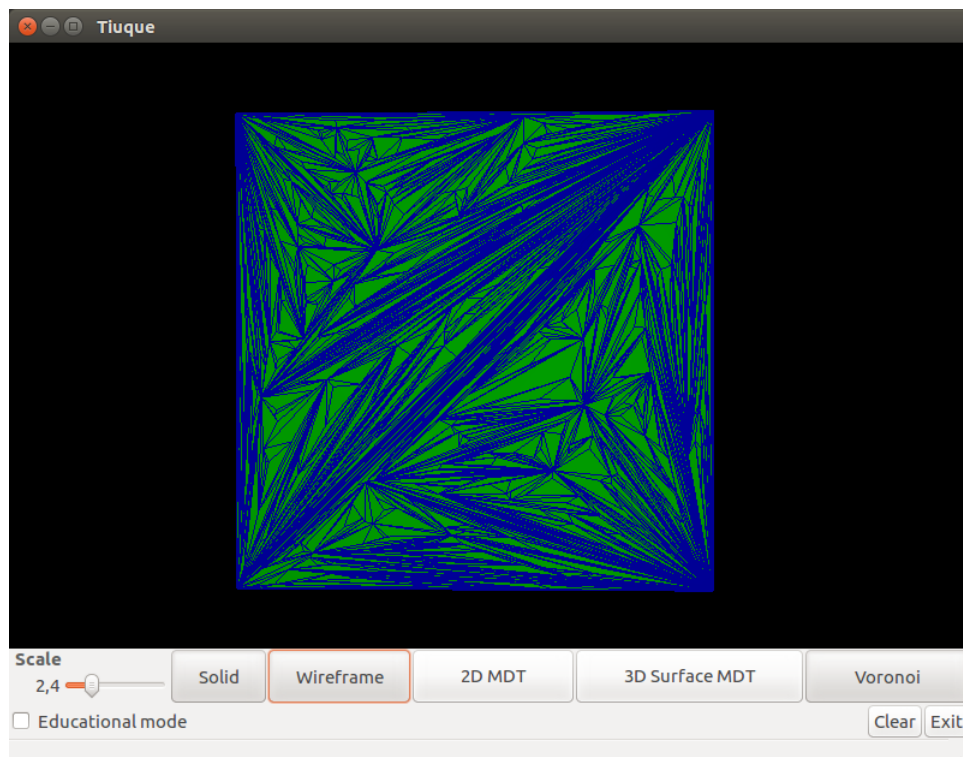 Tiuque
Scale
2,4
Solid
Wireframe
2D MDT
3D Surface MDT
Voronoi
Educational mode
Clear
Exit